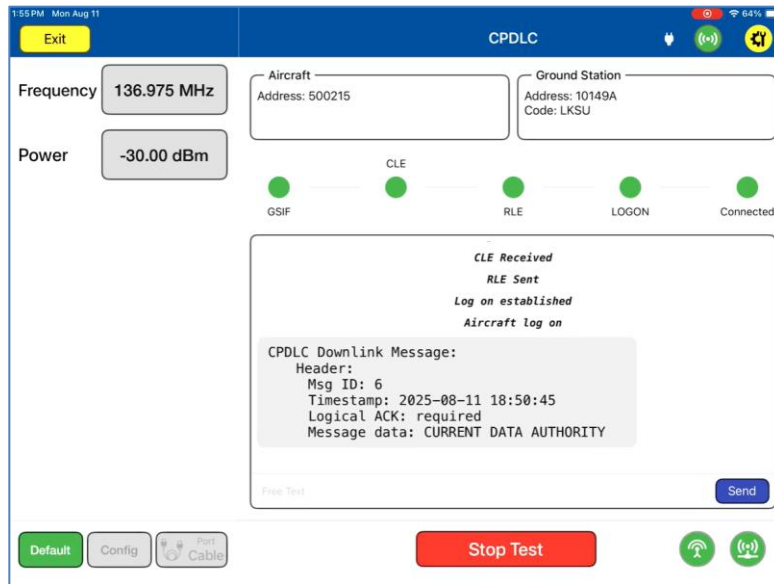 1:55 PM Mon Aug 11
64%
Exit
CPDLC
Frequency
136.975 MHz
Power
-30.00 dBm
Aircraft
Address: 500215
Ground Station
Address: 10149A
Code: LKSU
CLE
GSIF
RLE
LOGON
Connected
CLE Received
RLE Sent
Log on established
Aircraft log on
CPDLC Downlink Message:
Header:
Msg ID: 6
Timestamp: 2025-08-11 18:50:45
Logical ACK: required
Message data: CURRENT DATA AUTHORITY
Free Text
Send
Default
Config
Port
Cable
Stop Test